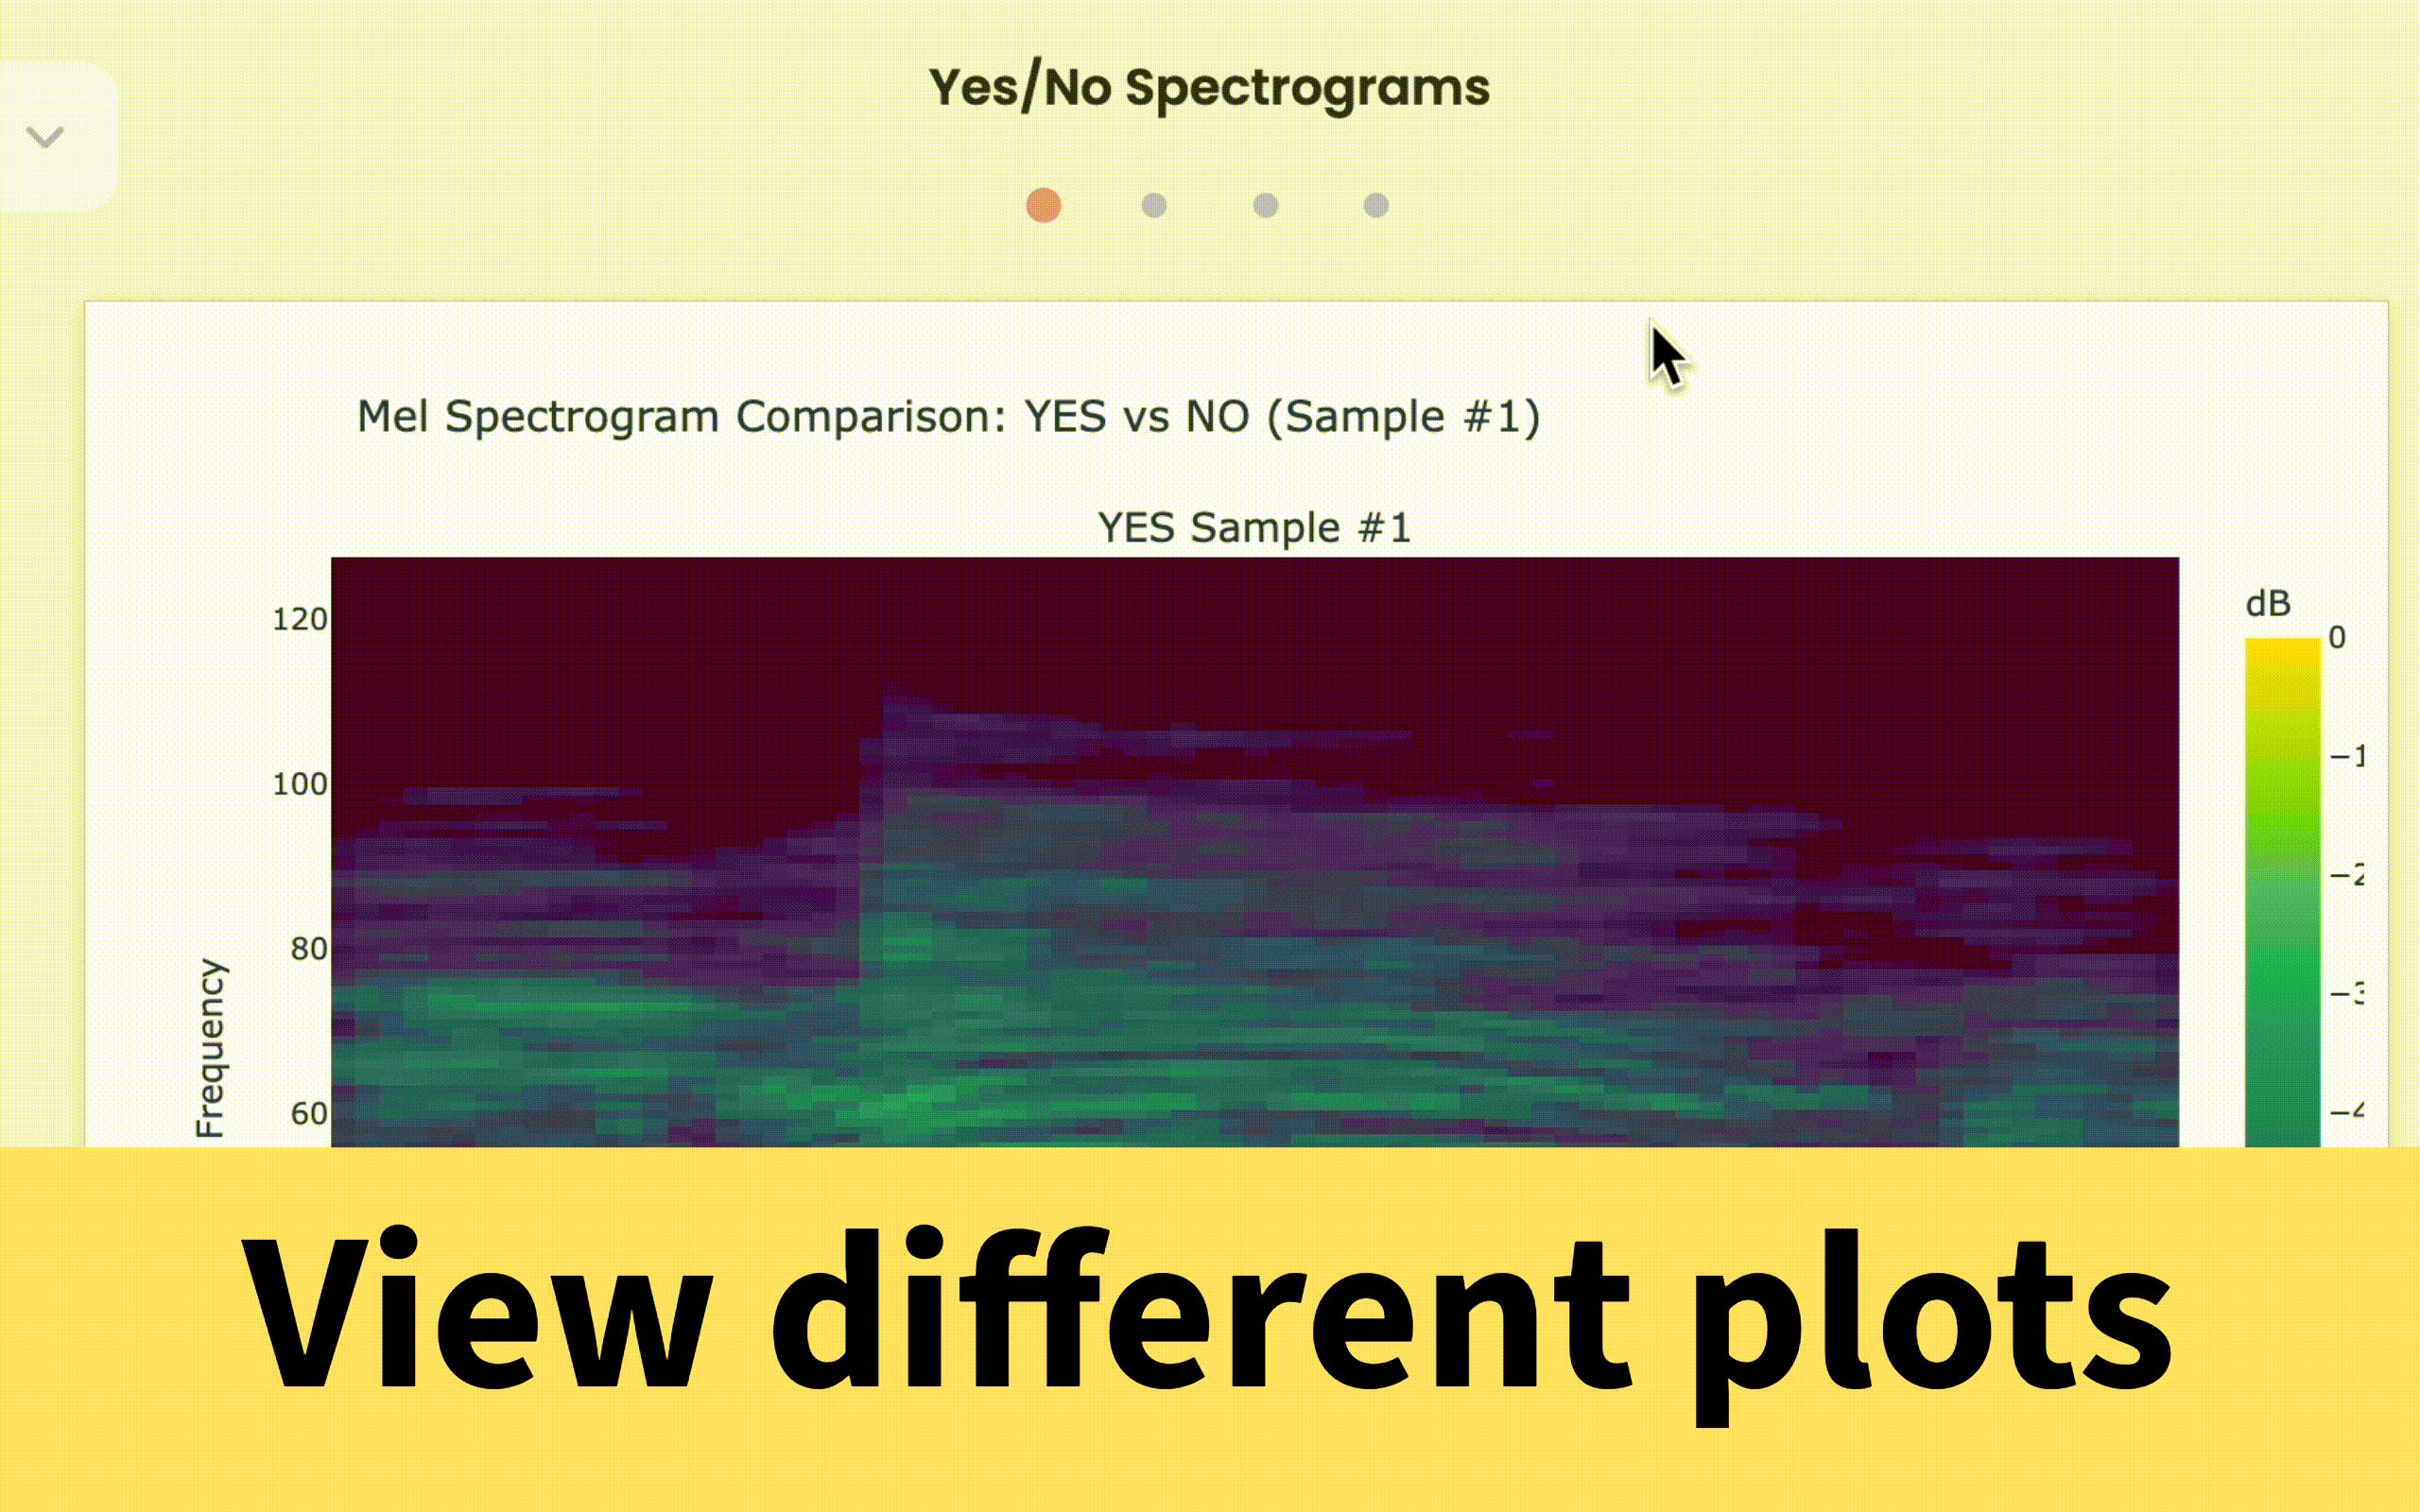 Yes/No Spectrograms
Mel Spectrogram Comparison: YES vs NO (Sample #1)
YES Sample #1
dB
0
120
−1
100
−2
80
−3
Frequency
60
−4
View different plots